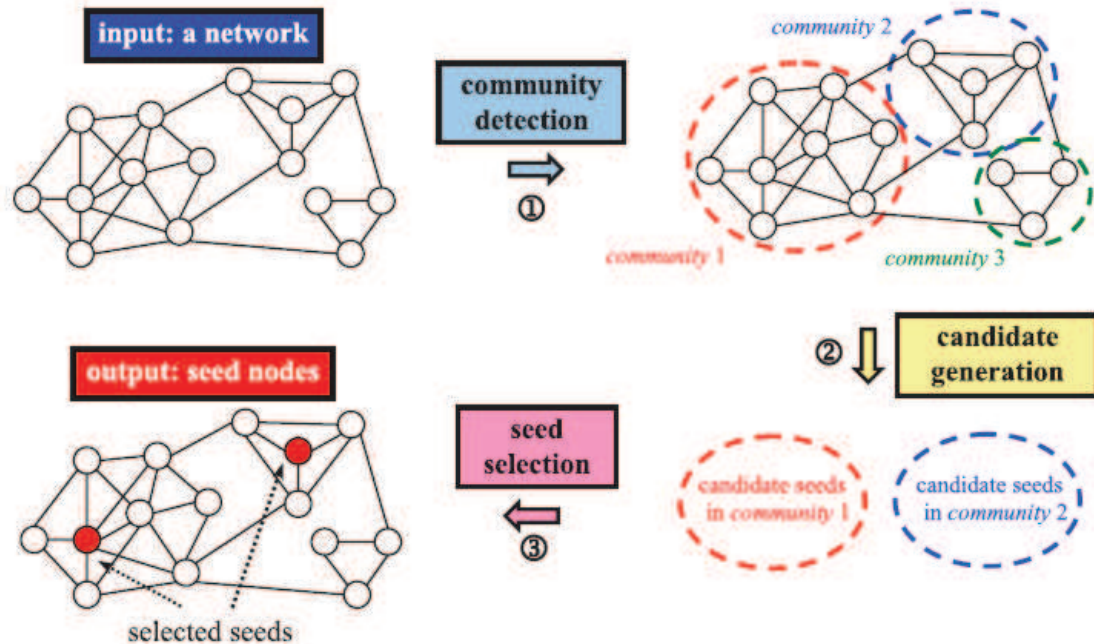 input: a network
community
detection
①
community 2
community 1
community 3
②
candidate
generation
candidate seeds
in community 1
candidate seeds
in community 2
seed
selection
③
output: seed nodes
selected seeds